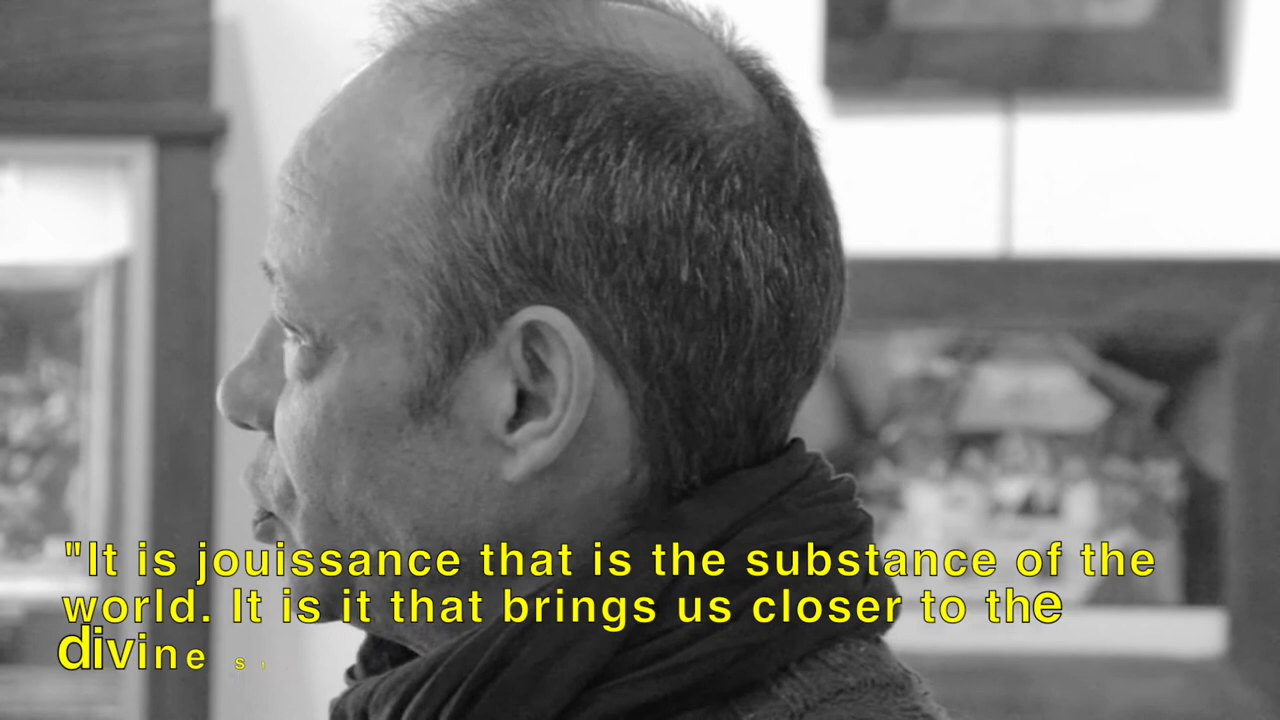 "It is jouissance that is the substance of the
world. It is it that brings us closer to the
divine